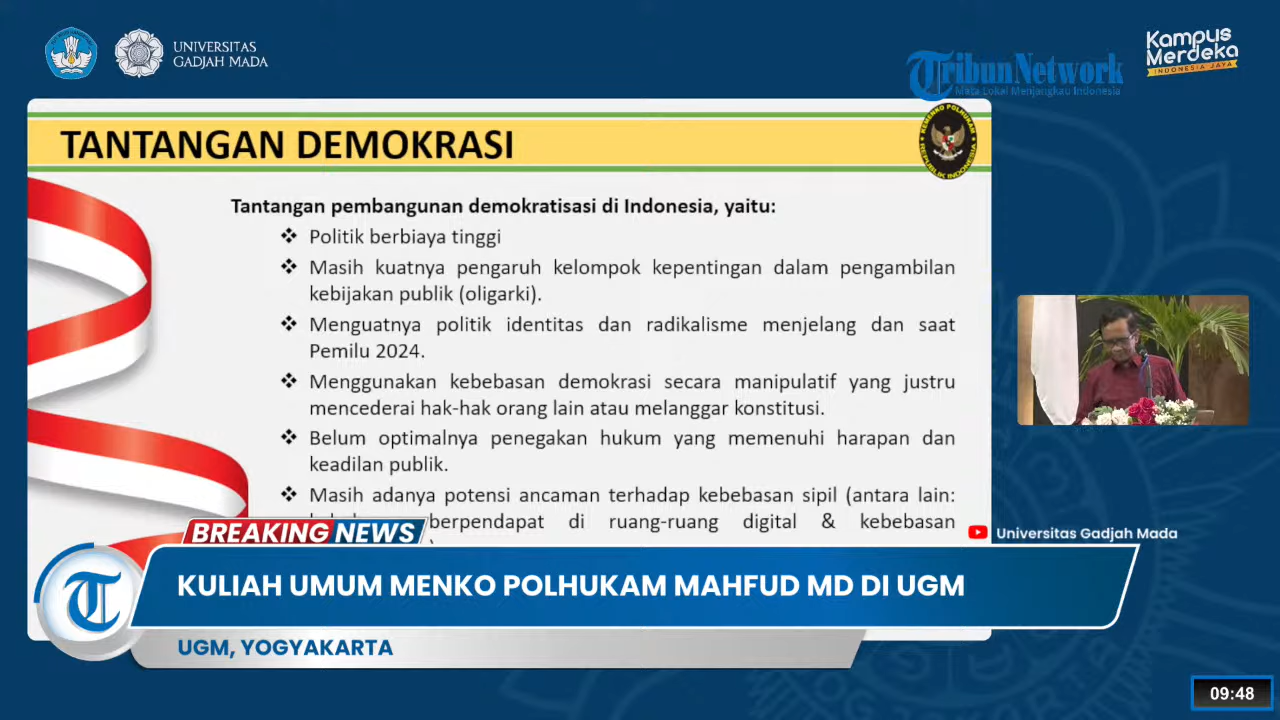 UNIVERSITAS
GADJAH MADA
TribunNetwork
Mata Lokal Menjangkau Indonesia
Kampus
Merdeka
INDONESIA JAYA
TANTANGAN DEMOKRASI
KEMENKO POLHUKAM
REPUBLIK INDONESIA
Tantangan pembangunan demokratisasi di Indonesia, yaitu:
❖ Politik berbiaya tinggi
❖ Masih kuatnya pengaruh kelompok kepentingan dalam pengambilan
kebijakan publik (oligarki).
❖ Menguatnya politik identitas dan radikalisme menjelang dan saat
Pemilu 2024.
❖ Menggunakan kebebasan demokrasi secara manipulatif yang justru
mencederai hak-hak orang lain atau melanggar konstitusi.
❖ Belum optimalnya penegakan hukum yang memenuhi harapan dan
keadilan publik.
❖ Masih adanya potensi ancaman terhadap kebebasan sipil (antara lain:
berpendapat di ruang-ruang digital & kebebasan
BREAKING NEWS
Universitas Gadjah Mada
T
KULIAH UMUM MENKO POLHUKAM MAHFUD MD DI UGM
UGM, YOGYAKARTA
09:48